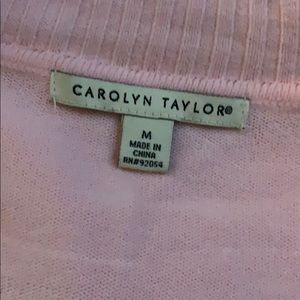 CAROLYN TAYLOR®
M
MADE IN
CHINA
RN#92054